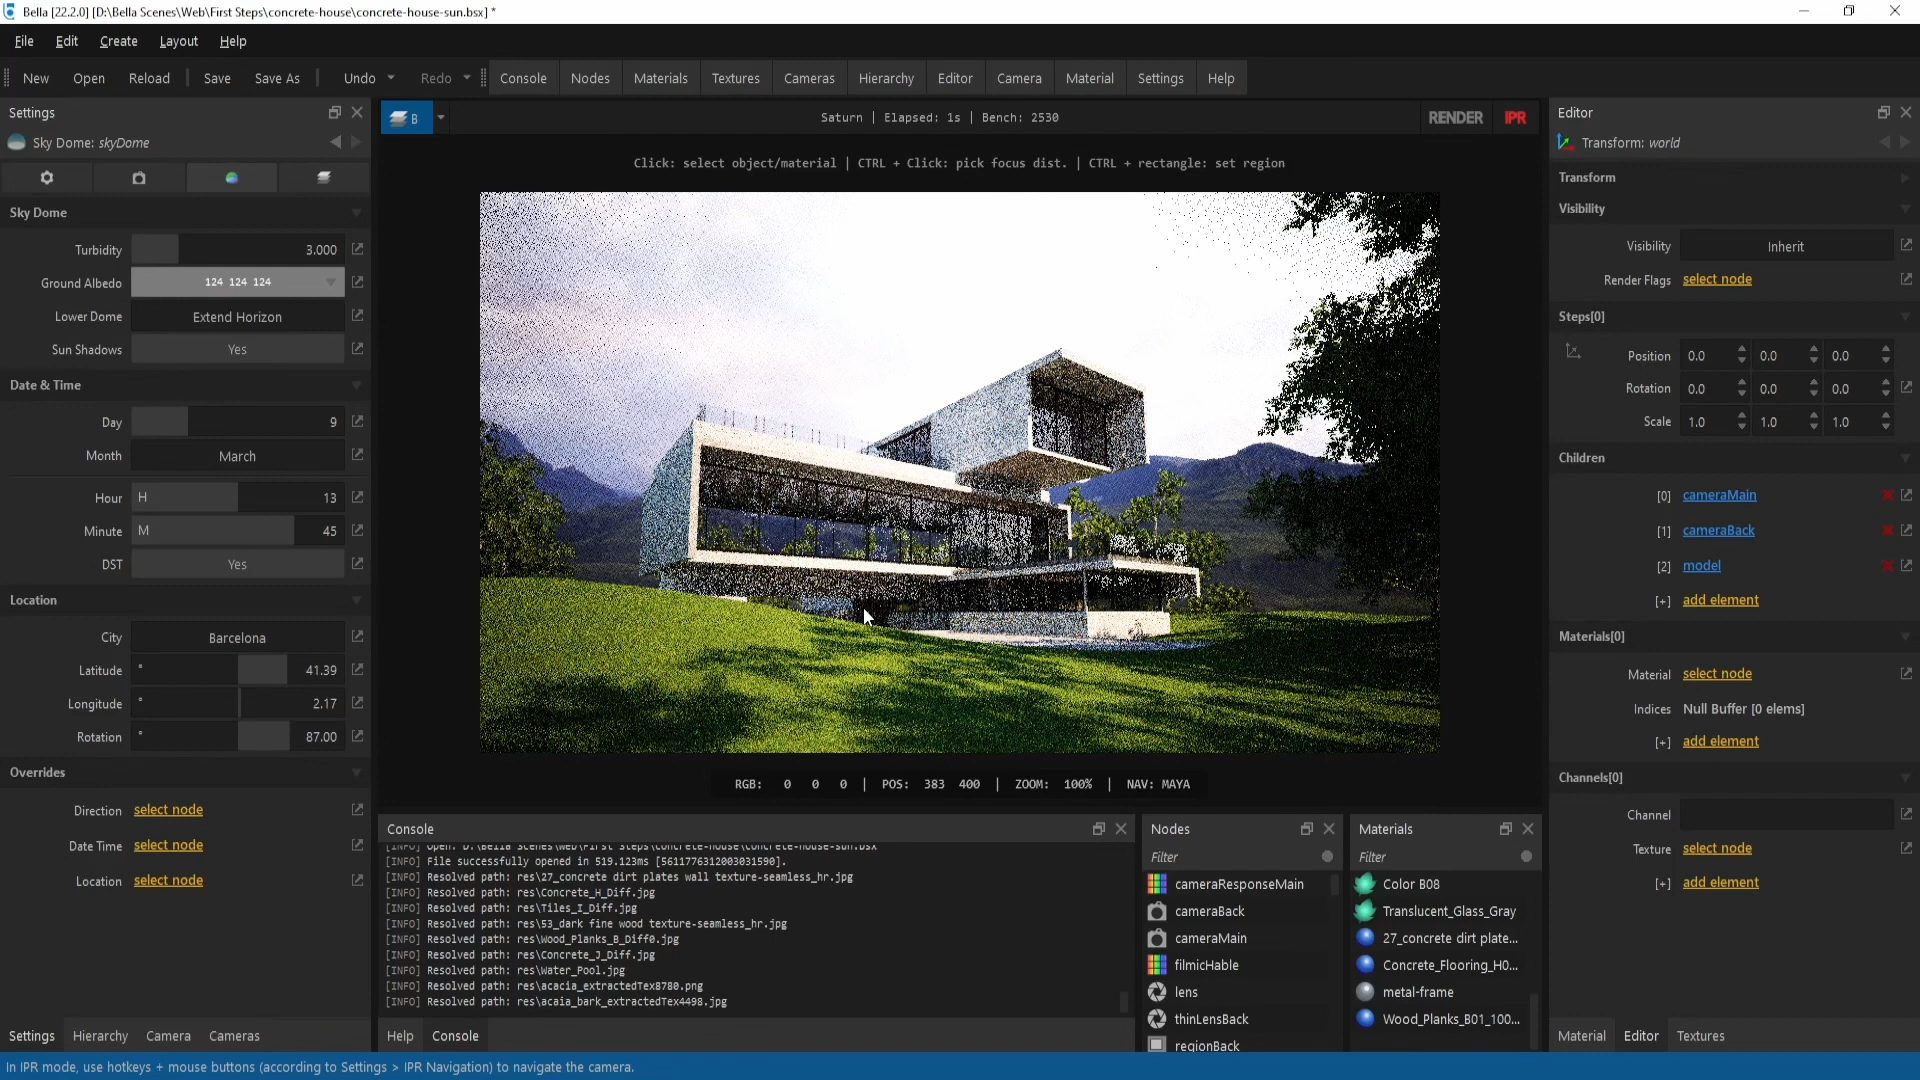 Bella [22.2.0] [D:\Bella Scenes\Web\First Steps\concrete-house\concrete-house-sun.bsx] *
File Edit Create Layout Help
New Open Reload Save Save As Undo Redo Console Nodes Materials Textures Cameras Hierarchy Editor Camera Material Settings Help
Settings
Sky Dome: skyDome
Sky Dome
Turbidity 3.000
Ground Albedo 124 124 124
Lower Dome Extend Horizon
Sun Shadows Yes
Date & Time
Day 9
Month March
Hour H 13
Minute M 45
DST Yes
Location
City Barcelona
Latitude ° 41.39
Longitude ° 2.17
Rotation ° 87.00
Overrides
Direction select node
Date Time select node
Location select node
Settings Hierarchy Camera Cameras
B Saturn | Elapsed: 1s | Bench: 2530 RENDER IPR
Click: select object/material | CTRL + Click: pick focus dist. | CTRL + rectangle: set region
RGB: 0 0 0 | POS: 383 400 | ZOOM: 100% | NAV: MAYA
Console
[INFO] Open: D:\Bella Scenes\Web\First Steps\concrete-house\concrete-house-sun.bsx
[INFO] File successfully opened in 519.123ms [5611776312003031590].
[INFO] Resolved path: res\27_concrete dirt plates wall texture-seamless_hr.jpg
[INFO] Resolved path: res\Concrete_H_Diff.jpg
[INFO] Resolved path: res\Tiles_I_Diff.jpg
[INFO] Resolved path: res\53_dark fine wood texture-seamless_hr.jpg
[INFO] Resolved path: res\Wood_Planks_B_Diff0.jpg
[INFO] Resolved path: res\Concrete_J_Diff.jpg
[INFO] Resolved path: res\Water_Pool.jpg
[INFO] Resolved path: res\acacia_extractedTex8780.png
[INFO] Resolved path: res\acaia_bark_extractedTex4498.jpg
Help Console
Nodes
Filter
cameraResponseMain
cameraBack
cameraMain
filmicHable
lens
thinLensBack
regionBack
Materials
Filter
Color B08
Translucent_Glass_Gray
27_concrete dirt plate...
Concrete_Flooring_H0...
metal-frame
Wood_Planks_B01_100...
Editor
Transform: world
Transform
Visibility
Visibility Inherit
Render Flags select node
Steps[0]
Position 0.0 0.0 0.0
Rotation 0.0 0.0 0.0
Scale 1.0 1.0 1.0
Children
[0] cameraMain
[1] cameraBack
[2] model
[+] add element
Materials[0]
Material select node
Indices Null Buffer [0 elems]
[+] add element
Channels[0]
Channel
Texture select node
[+] add element
Material Editor Textures
In IPR mode, use hotkeys + mouse buttons (according to Settings > IPR Navigation) to navigate the camera.